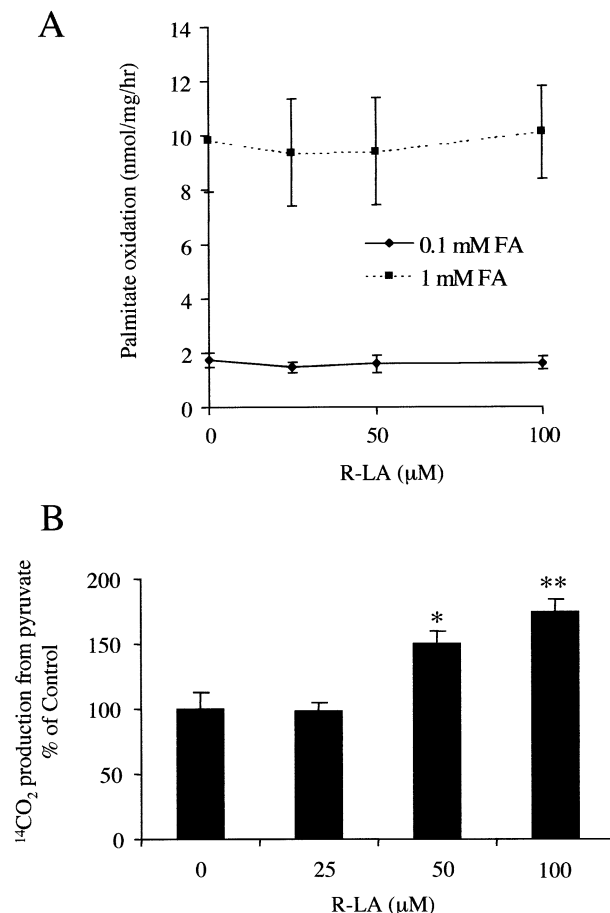 A
Palmitate oxidation (nmol/mg/hr)
14
12
10
8
6
4
2
0
0.1 mM FA
1 mM FA
0 50 100
R-LA (μM)
B
¹⁴CO₂ production from pyruvate
% of Control
200
150
100
50
0
*
**
0 25 50 100
R-LA (μM)